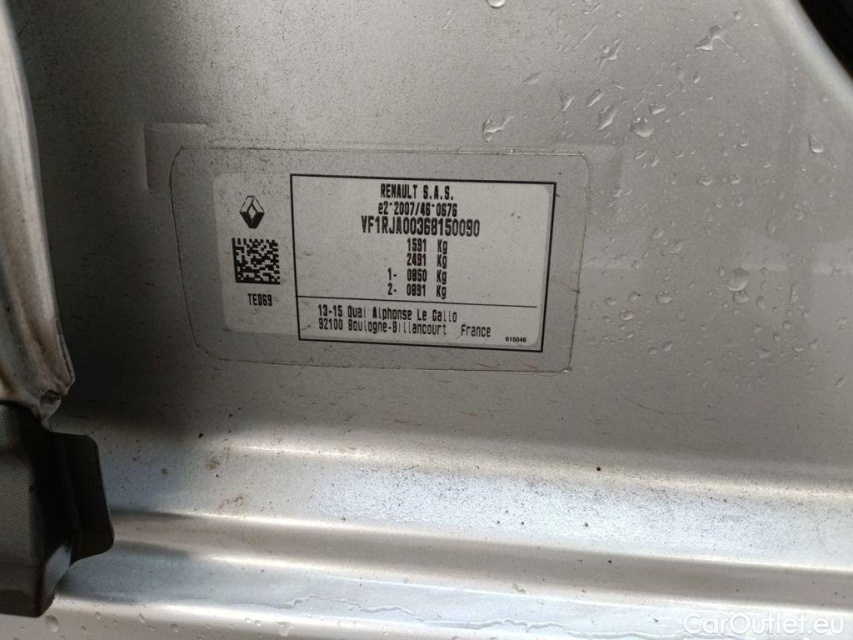 RENAULT S.A.S.
e2*2007/46*0676
VF1RJA00368150090
1591 Kg
2491 Kg
1- 0850 Kg
2- 0891 Kg
TE069
13-15 Quai Alphonse Le Gallo
92100 Boulogne-Billancourt France
CarOutlet.eu